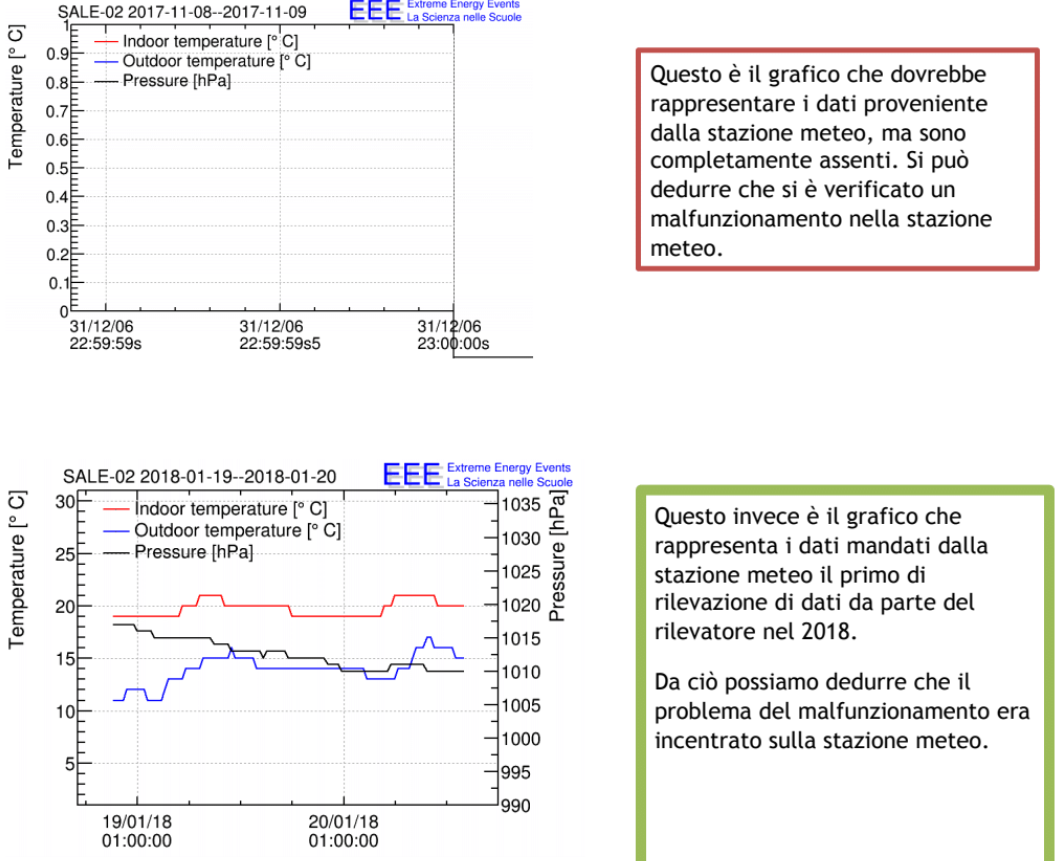 SALE-02 2017-11-08--2017-11-09
EEE Extreme Energy Events
La Scienza nelle Scuole
Temperature [° C]
Indoor temperature [° C]
Outdoor temperature [° C]
Pressure [hPa]
1
0.9
0.8
0.7
0.6
0.5
0.4
0.3
0.2
0.1
0
31/12/06 31/12/06 31/12/06
22:59:59s 22:59:59s5 23:00:00s
Questo è il grafico che dovrebbe
rappresentare i dati proveniente
dalla stazione meteo, ma sono
completamente assenti. Si può
dedurre che si è verificato un
malfunzionamento nella stazione
meteo.
SALE-02 2018-01-19--2018-01-20
EEE Extreme Energy Events
La Scienza nelle Scuole
Temperature [° C]
Indoor temperature [° C]
Outdoor temperature [° C]
Pressure [hPa]
30
25
20
15
10
5
1035
1030
1025
1020
1015
1010
1005
1000
995
990
Pressure [hPa]
19/01/18 20/01/18
01:00:00 01:00:00
Questo invece è il grafico che
rappresenta i dati mandati dalla
stazione meteo il primo di
rilevazione di dati da parte del
rilevatore nel 2018.
Da ciò possiamo dedurre che il
problema del malfunzionamento era
incentrato sulla stazione meteo.